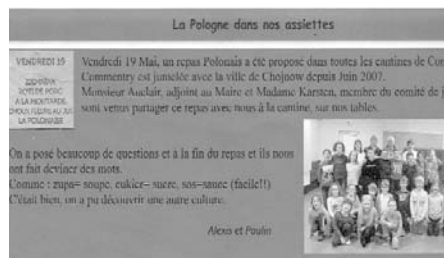 La Pologne dans nos assiettes
VENDREDI 19
A LA MOUTARDE
LA POLONAISE
Vendredi 19 Mai, un repas Polonais a été proposé dans toutes les cantines de
Commentry est jumelée avec la ville de Chojnow depuis Juin 2007.
Monsieur Auclair, adjoint au Maire et Madame Karsten, membre du comité de
sont venus partager ce repas avec nous à la cantine, sur nos tables.
On a posé beaucoup de questions et à la fin du repas et ils nous
ont fait deviner des mots.
Comme : zupa= soupe, cukier= sucre, sos=sauce (facile!!)
C'était bien, on a pu découvrir une autre culture.
Alexis et Paulin